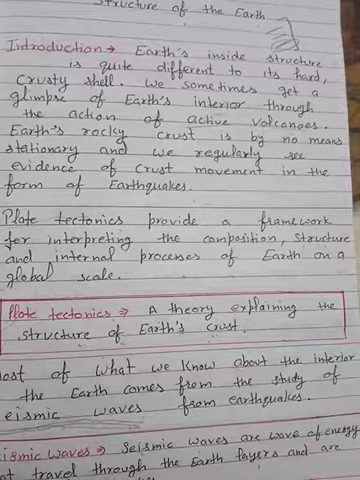 Structure of the Earth
Introduction → Earth's inside structure
is quite different to its hard,
crusty shell. We sometimes get a
glimpse of Earth's interior through
the action of active volcanoes.
Earth's rocky crust is by no means
stationary and we regularly see
evidence of crust movement in the
form of Earthquakes.
Plate tectonics provide a framework
for interpreting the composition, structure
and internal processes of Earth on a
global scale.
Plate tectonics ⇒ A theory explaining the
structure of Earth's crust.
ost of what we know about the interior
the Earth comes from the study of
eismic waves from earthquakes.
ismic waves ⇒ Seismic waves are wave of energy
at travel through the Earth layers and are